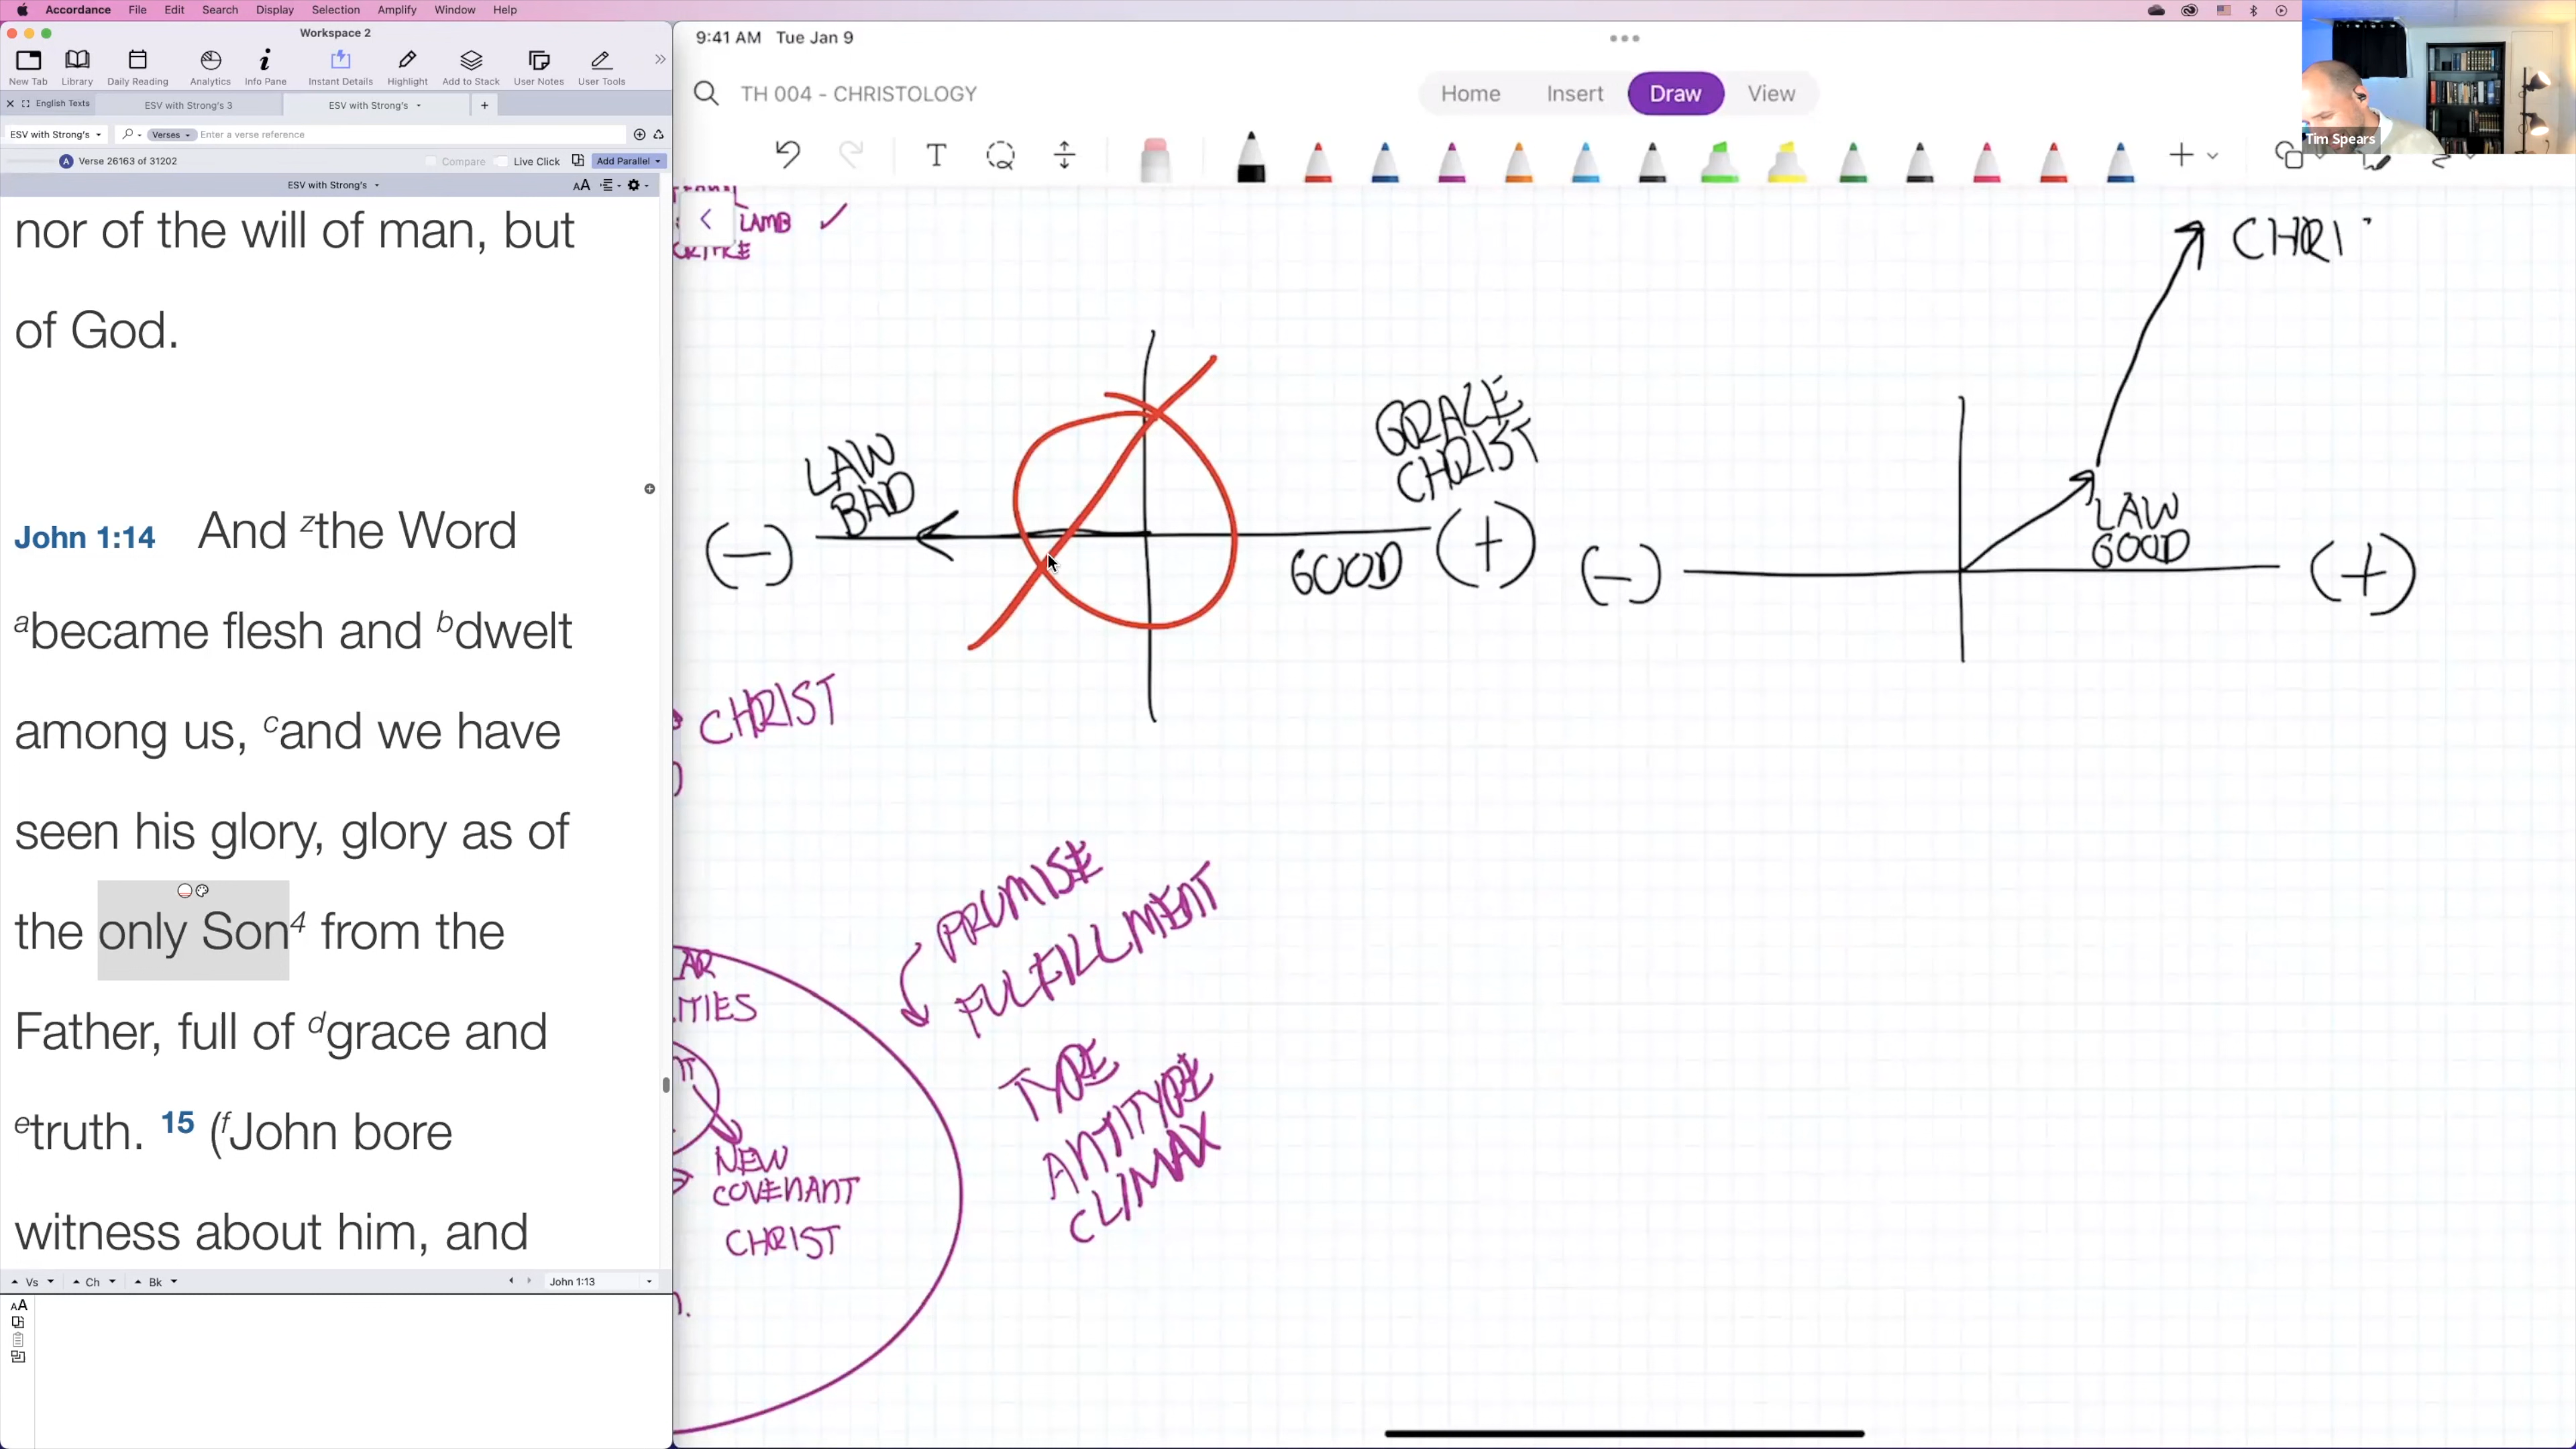 Accordance File Edit Search Display Selection Amplify Window Help
Workspace 2
New Tab Library Daily Reading Analytics Info Pane Instant Details Highlight Add to Stack User Notes User Tools
English Texts ESV with Strong's 3 ESV with Strong's
ESV with Strong's Verses Enter a verse reference
A Verse 26163 of 31202 Compare Live Click Add Parallel
ESV with Strong's AA
nor of the will of man, but
of God.
John 1:14 And zthe Word
abecame flesh and bdwelt
among us, cand we have
seen his glory, glory as of
the only Son4 from the
Father, full of dgrace and
etruth. 15 (fJohn bore
witness about him, and
Vs Ch Bk John 1:13
AA
9:41 AM Tue Jan 9
TH 004 - CHRISTOLOGY
Home Insert Draw View
T
Tim Spears
LAMB ✓
LAW
BAD
(-)
GRACE
CHRIST
GOOD (+)
CHRI
LAW
GOOD
(-)
(+)
CHRIST
PROMISE
FULFILLMENT
TYPE
ANTITYPE
CLIMAX
NEW
COVENANT
CHRIST